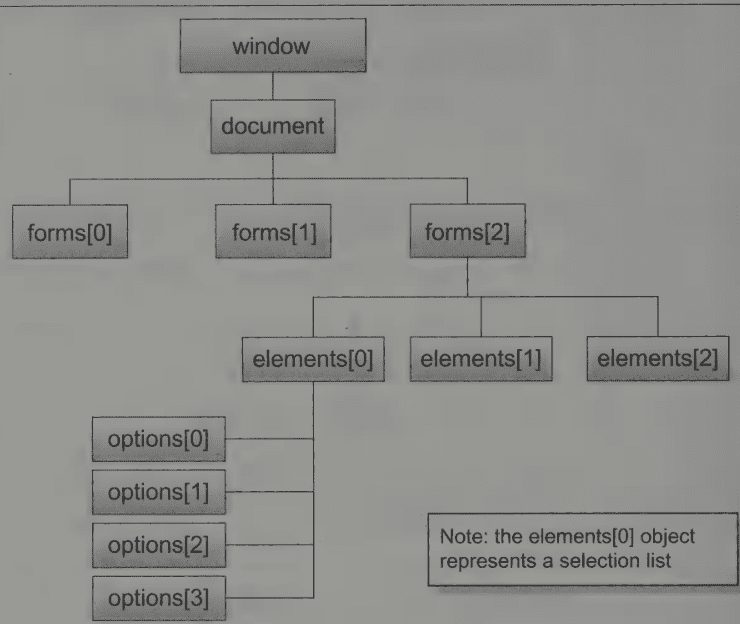 window
document
forms[0]
forms[1]
forms[2]
elements[0]
elements[1]
elements[2]
options[0]
options[1]
options[2]
options[3]
Note: the elements[0] object
represents a selection list